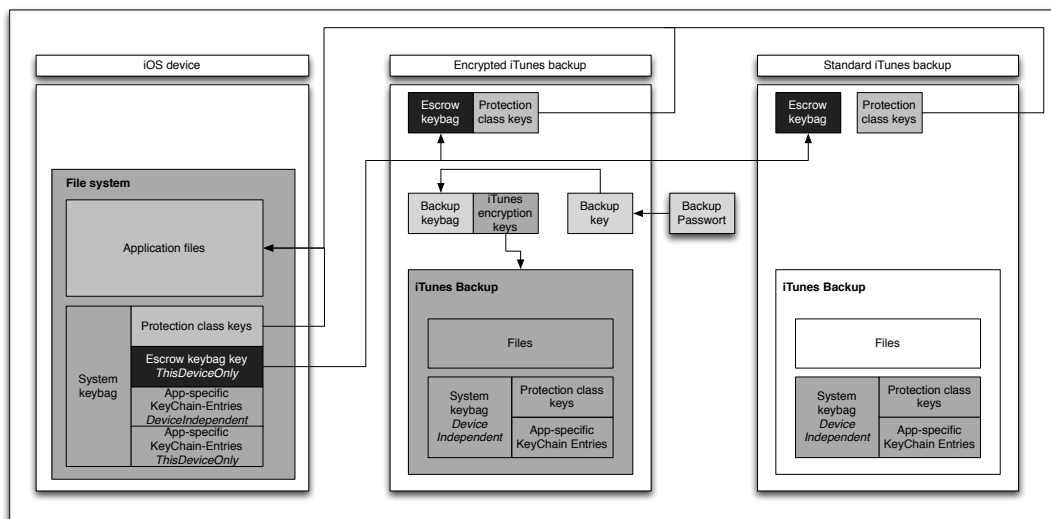 iOS device
File system
Application files
System
keybag
Protection class keys
Escrow keybag key
ThisDeviceOnly
App-specific
KeyChain-Entries
DeviceIndependent
App-specific
KeyChain-Entries
ThisDeviceOnly
Encrypted iTunes backup
Escrow
keybag
Protection
class keys
Backup
keybag
iTunes
encryption
keys
Backup
key
Backup
Passwort
iTunes Backup
Files
System
keybag
Device
Independent
Protection class
keys
App-specific
KeyChain Entries
Standard iTunes backup
Escrow
keybag
Protection
class keys
iTunes Backup
Files
System
keybag
Device
Independent
Protection class
keys
App-specific
KeyChain Entries